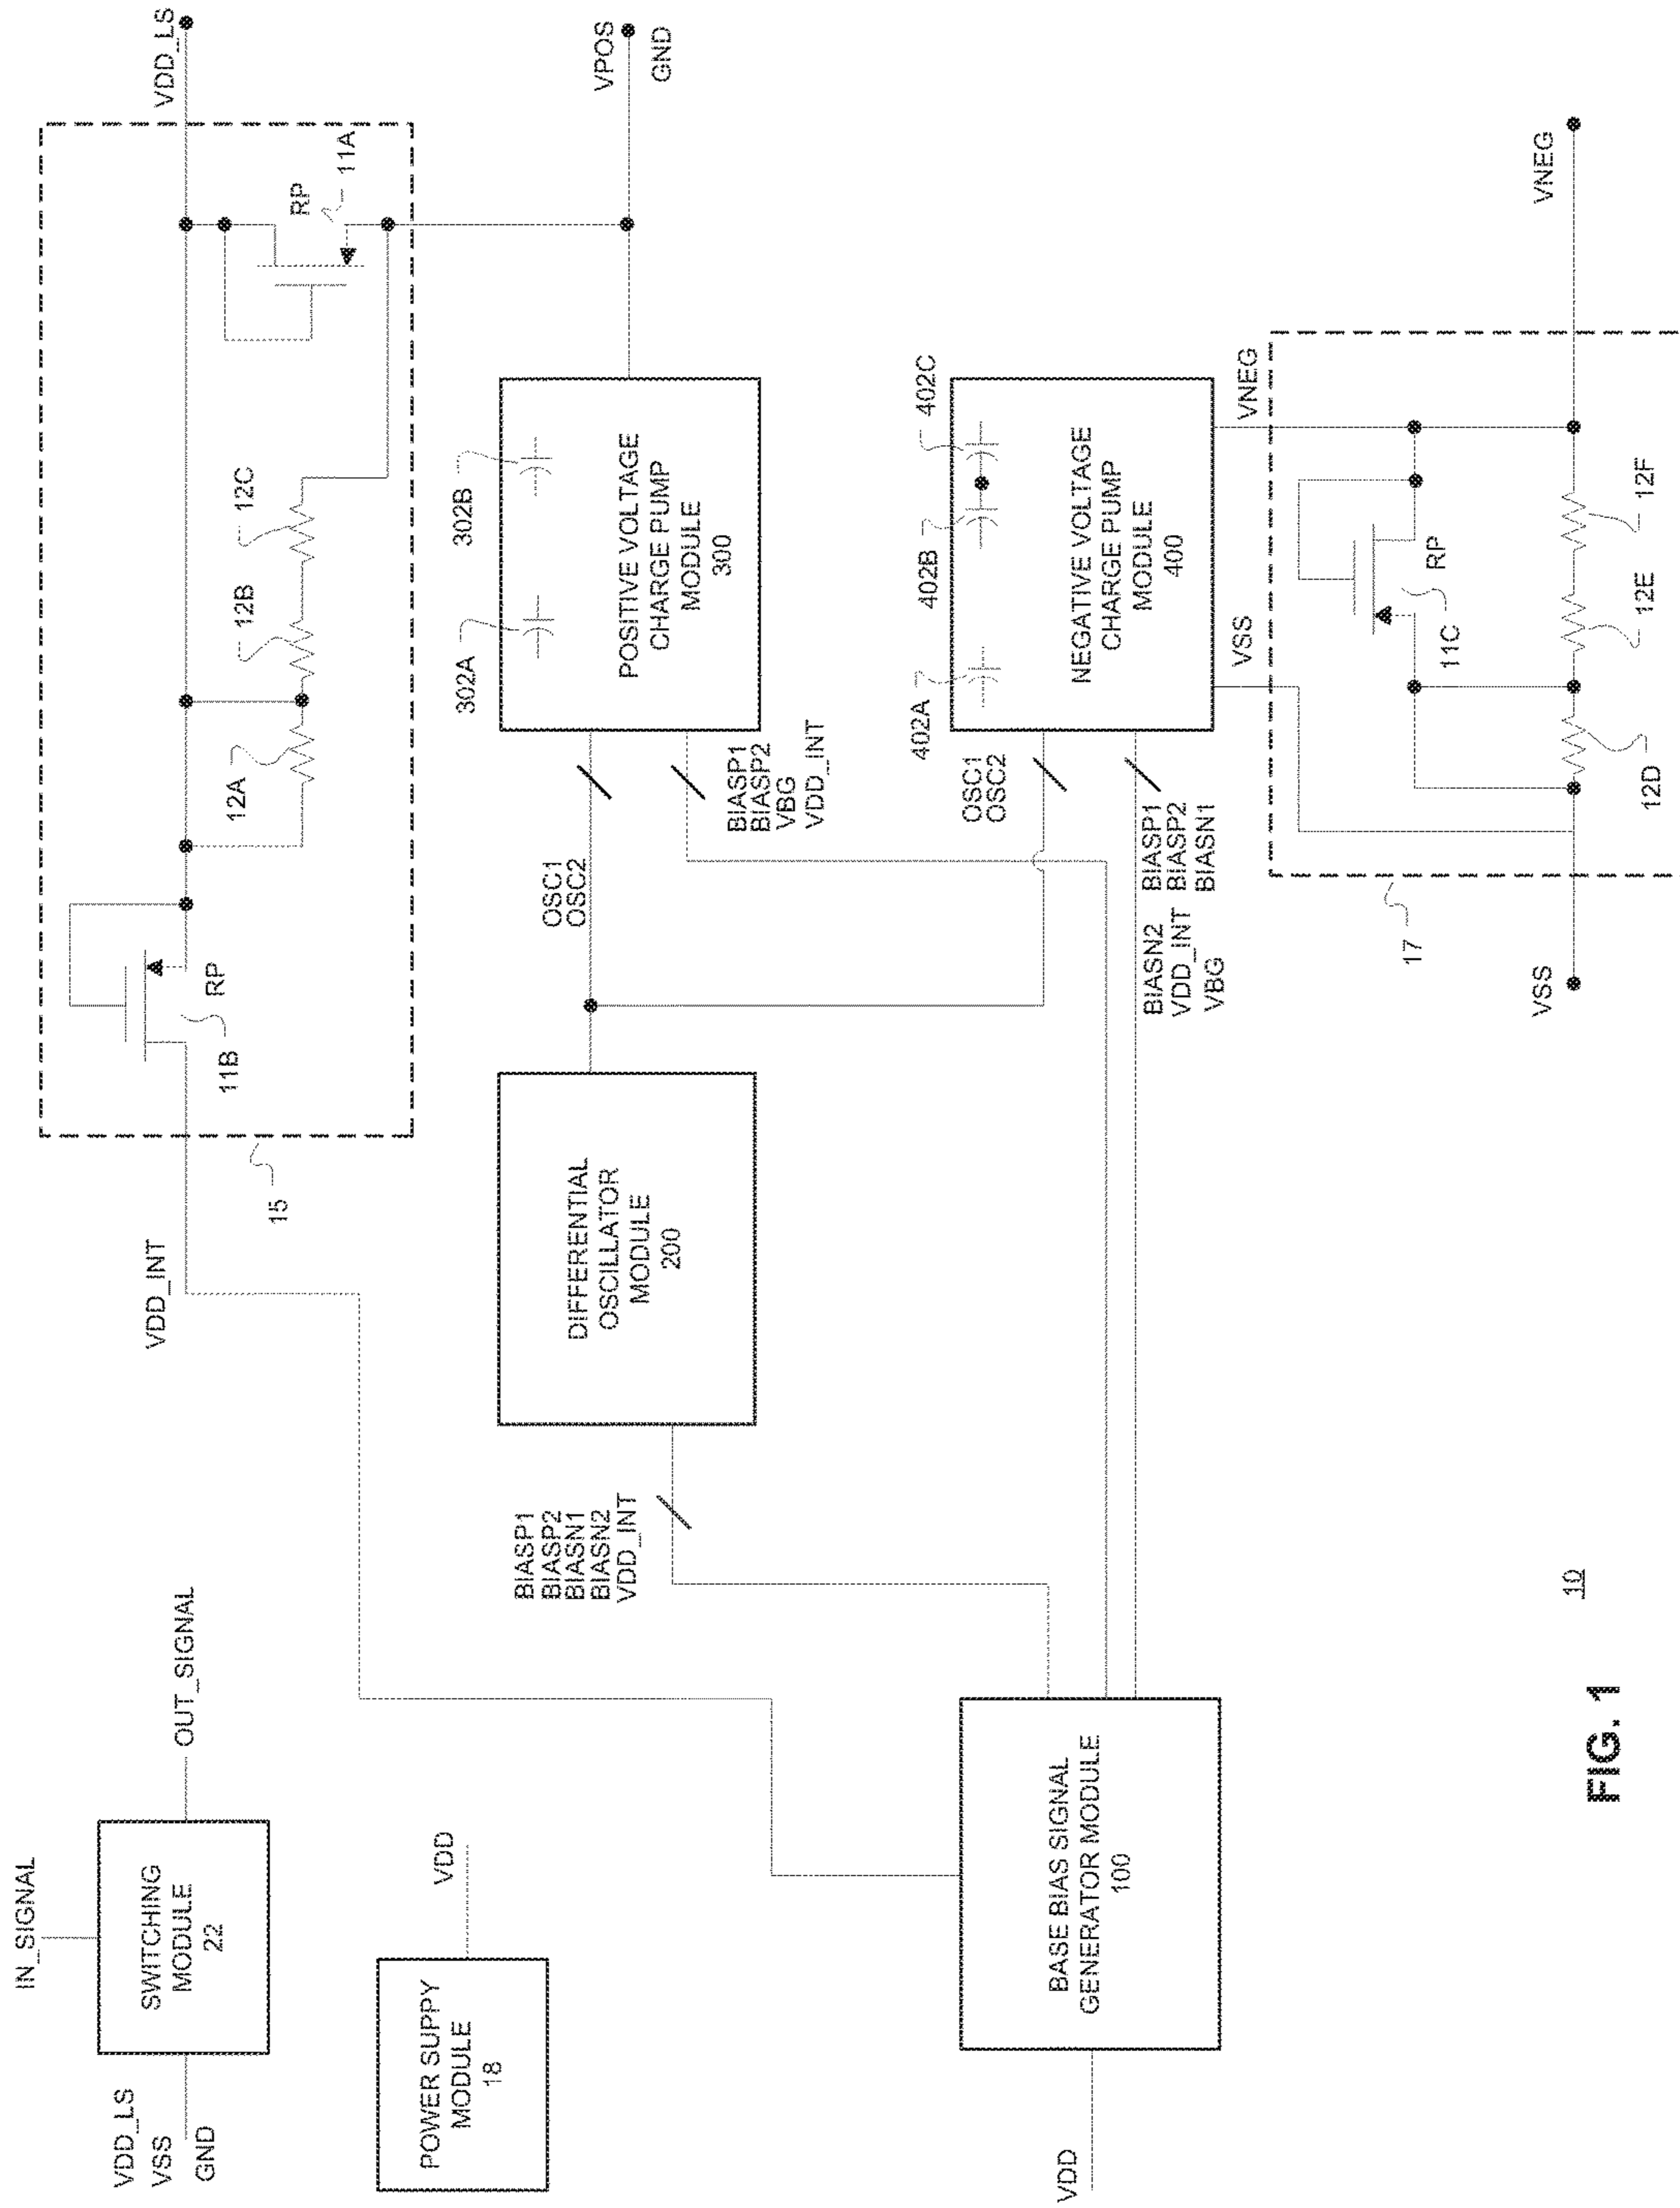 IN_SIGNAL
VDD_LS
VSS
GND
SWITCHING
MODULE
22
OUT_SIGNAL
POWER SUPPY
MODULE
18
VDD
VDD
BASE BIAS SIGNAL
GENERATOR MODULE
100
VDD_INT
15
11B
RP
12A
12B
12C
RP
11A
VDD_LS
BIASP1
BIASP2
BIASN1
BIASN2
VDD_INT
DIFFERENTIAL
OSCILLATOR
MODULE
200
OSC1
OSC2
BIASP1
BIASP2
VBG
VDD_INT
302A
302B
POSITIVE VOLTAGE
CHARGE PUMP
MODULE
300
VPOS
GND
OSC1
OSC2
BIASN2
VDD_INT
VBG
BIASP1
BIASP2
BIASN1
402A
402B
402C
NEGATIVE VOLTAGE
CHARGE PUMP
MODULE
400
VSS
VNEG
17
11C
RP
VSS
12D
12E
12F
VNEG
10
FIG. 1